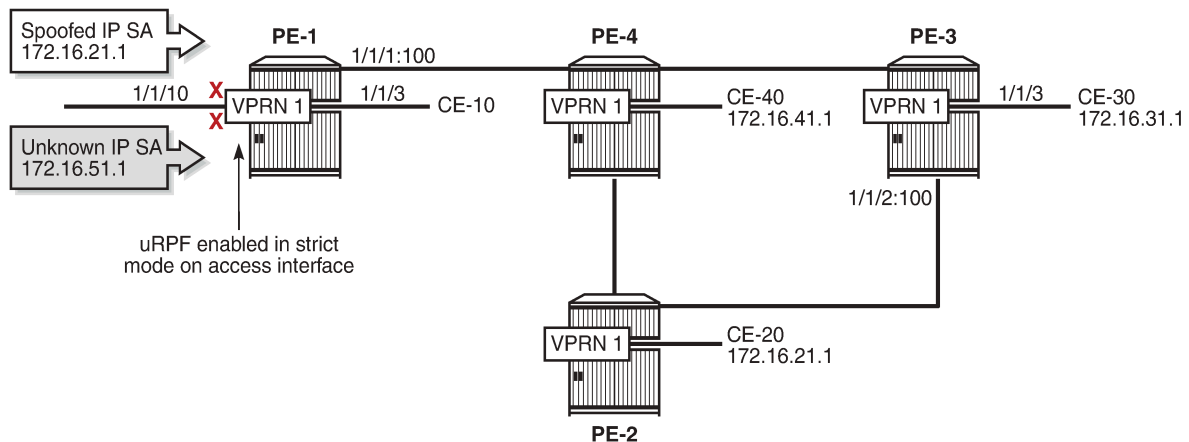 Spoofed IP SA
172.16.21.1
PE-1
PE-4
PE-3
1/1/1:100
1/1/10
X
X
VPRN 1
1/1/3
CE-10
VPRN 1
CE-40
172.16.41.1
VPRN 1
1/1/3
CE-30
172.16.31.1
Unknown IP SA
172.16.51.1
1/1/2:100
uRPF enabled in strict
mode on access interface
VPRN 1
CE-20
172.16.21.1
PE-2